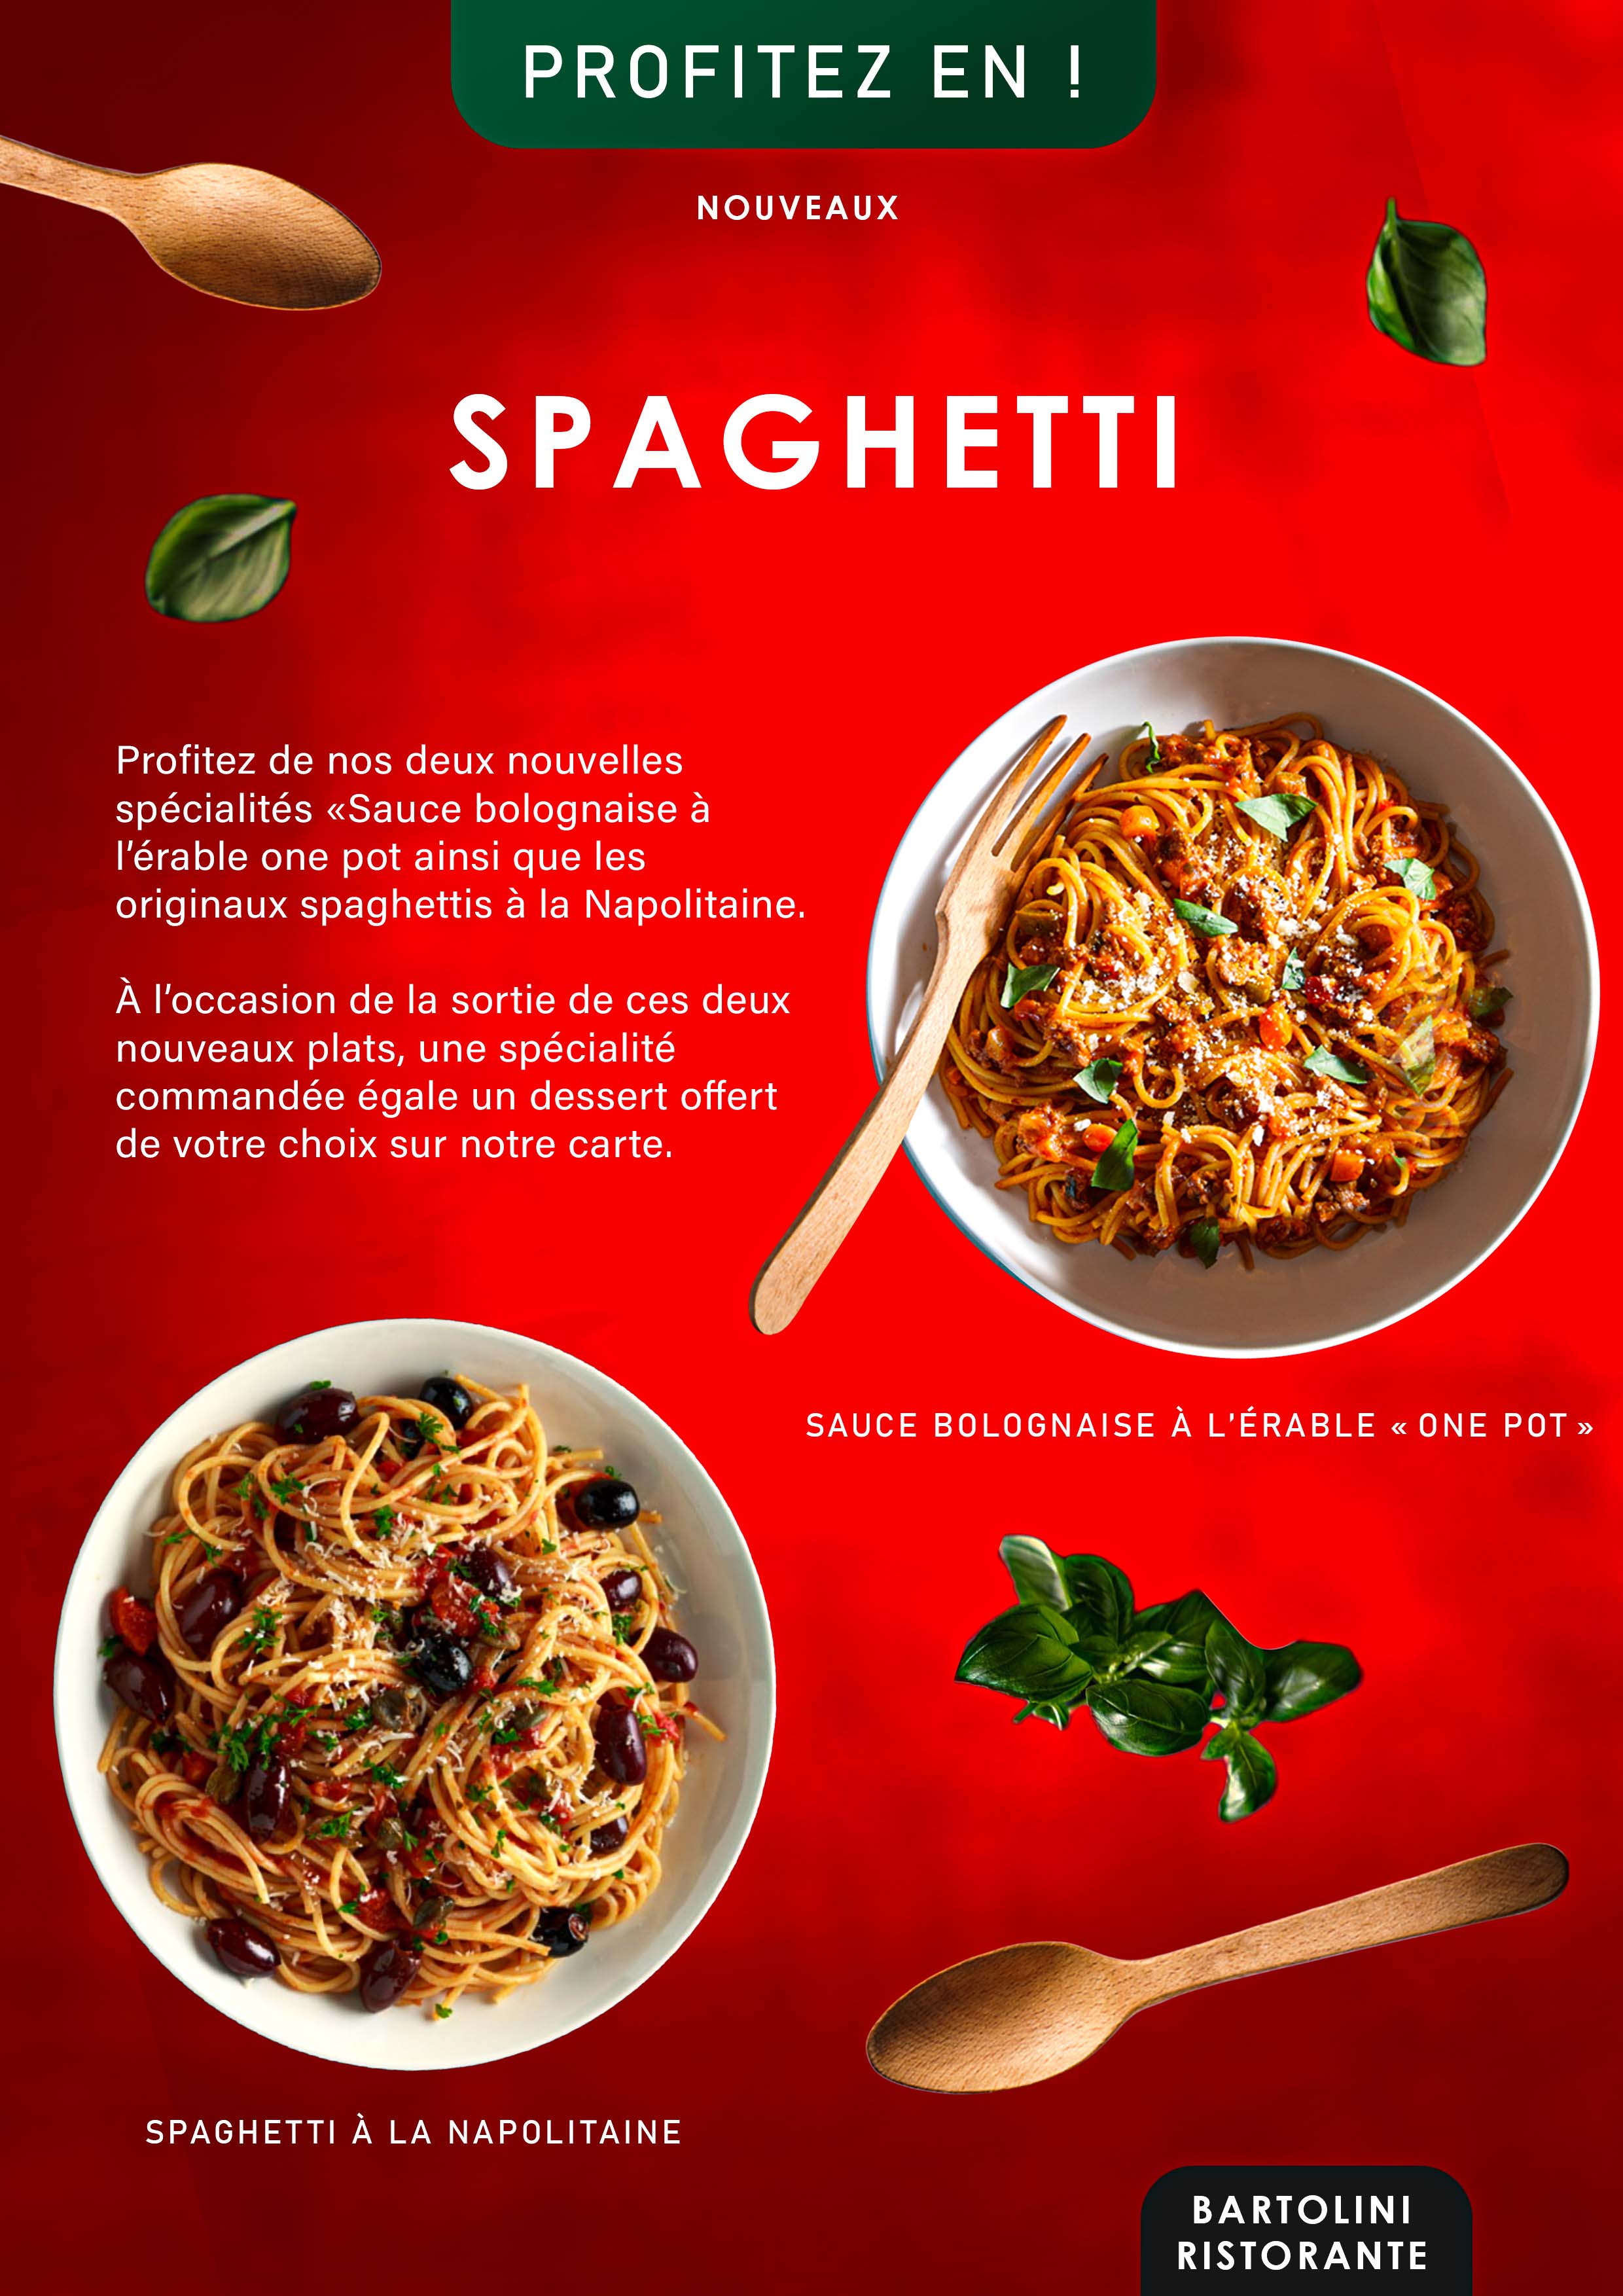 PROFITEZ EN !
NOUVEAUX
SPAGHETTI
Profitez de nos deux nouvelles
spécialités «Sauce bolognaise à
l’érable one pot ainsi que les
originaux spaghettis à la Napolitaine.
À l’occasion de la sortie de ces deux
nouveaux plats, une spécialité
commandée égale un dessert offert
de votre choix sur notre carte.
SAUCE BOLOGNAISE À L’ÉRABLE « ONE POT »
SPAGHETTI À LA NAPOLITAINE
BARTOLINI
RISTORANTE